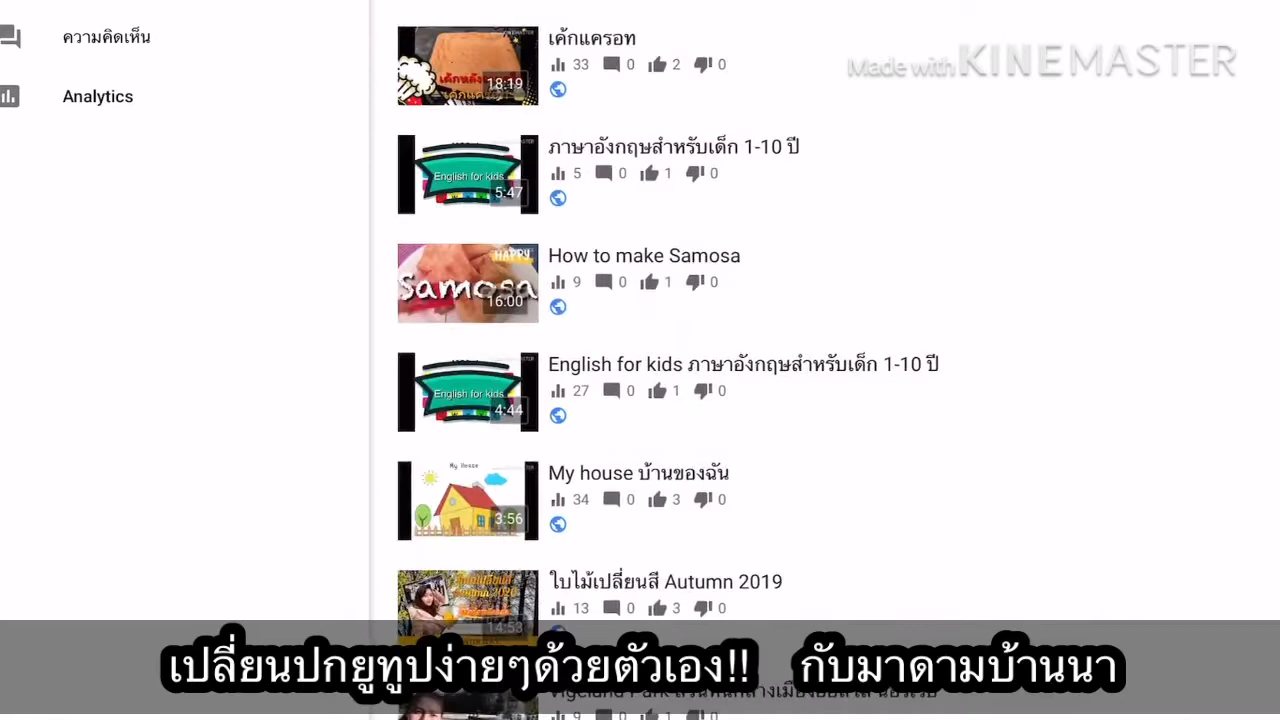 ความคิดเห็น
Analytics
Made with KINEMASTER
เค้กแครอท
33 0 2 0
18:19
ภาษาอังกฤษสำหรับเด็ก 1-10 ปี
5 0 1 0
English for kids
5:47
How to make Samosa
9 0 1 0
HAPPY
Samosa
16:00
English for kids ภาษาอังกฤษสำหรับเด็ก 1-10 ปี
27 0 1 0
English for kids
4:44
My house บ้านของฉัน
34 0 3 0
My House
3:56
ใบไม้เปลี่ยนสี Autumn 2019
13 0 3 0
14:53
เปลี่ยนปกยูทูปง่ายๆด้วยตัวเอง!! กับมาดามบ้านนา
9 0 1 0